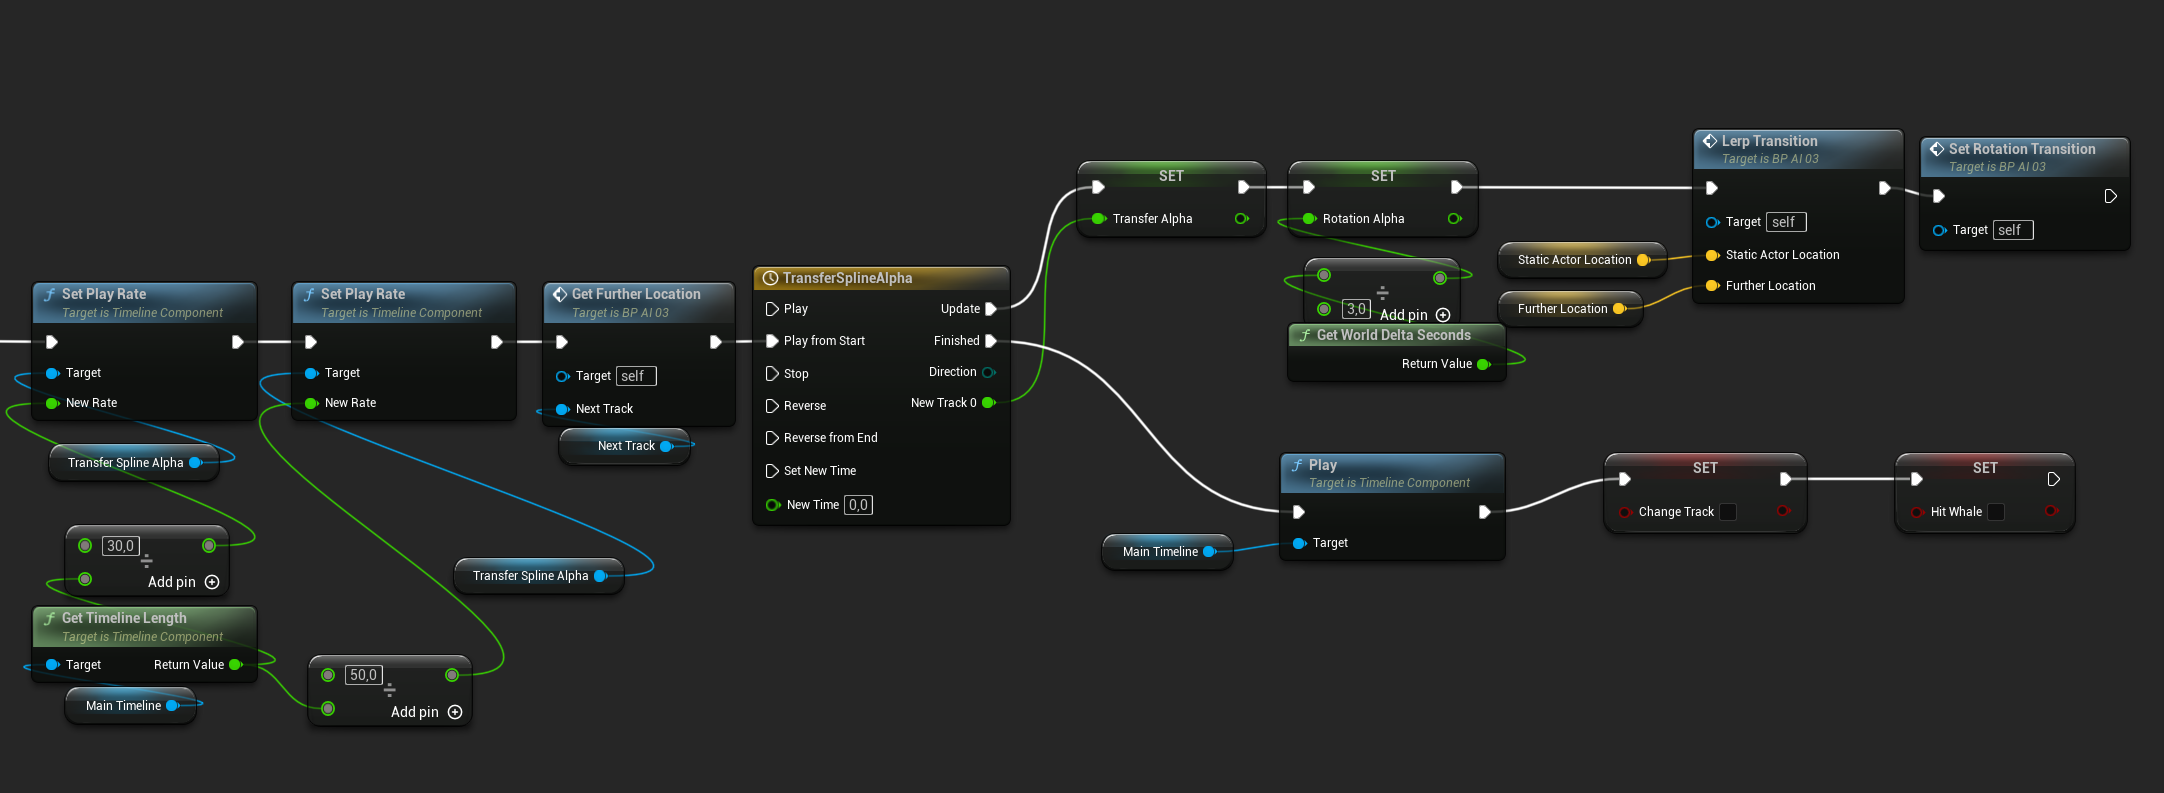 Set Play Rate
Target is Timeline Component
Target
New Rate
Transfer Spline Alpha
30,0
÷
Add pin
Get Timeline Length
Target is Timeline Component
Target
Return Value
Main Timeline
Set Play Rate
Target is Timeline Component
Target
New Rate
Transfer Spline Alpha
50,0
÷
Add pin
Get Further Location
Target is BP AI 03
Target self
Next Track
Next Track
TransferSplineAlpha
Play
Update
Play from Start
Finished
Stop
Direction
Reverse
New Track 0
Reverse from End
Set New Time
New Time 0,0
SET
Transfer Alpha
SET
Rotation Alpha
÷
3,0
Add pin
Get World Delta Seconds
Return Value
Static Actor Location
Further Location
Lerp Transition
Target is BP AI 03
Target self
Static Actor Location
Further Location
Set Rotation Transition
Target is BP AI 03
Target self
Main Timeline
Play
Target is Timeline Component
Target
SET
Change Track
SET
Hit Whale